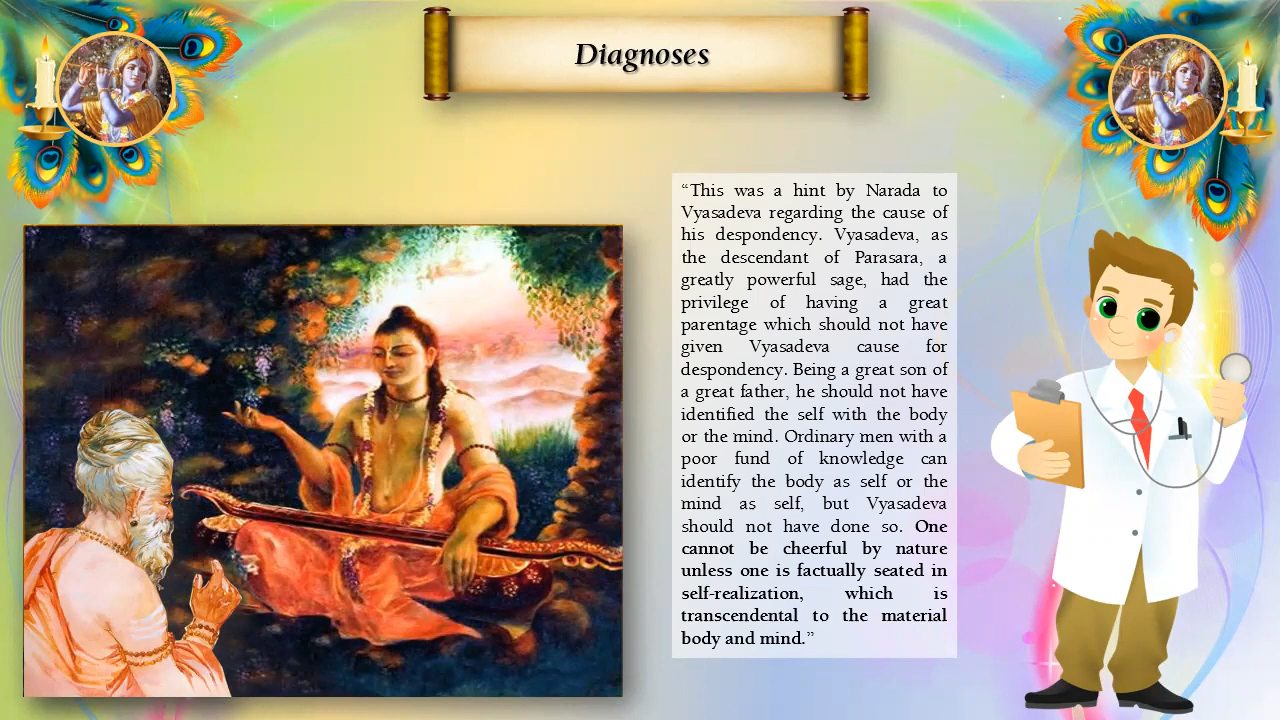 Diagnoses
“This was a hint by Narada to
Vyasadeva regarding the cause of
his despondency. Vyasadeva, as
the descendant of Parasara, a
greatly powerful sage, had the
privilege of having a great
parentage which should not have
given Vyasadeva cause for
despondency. Being a great son of
a great father, he should not have
identified the self with the body
or the mind. Ordinary men with a
poor fund of knowledge can
identify the body as self or the
mind as self, but Vyasadeva
should not have done so. One
cannot be cheerful by nature
unless one is factually seated in
self-realization, which is
transcendental to the material
body and mind.”